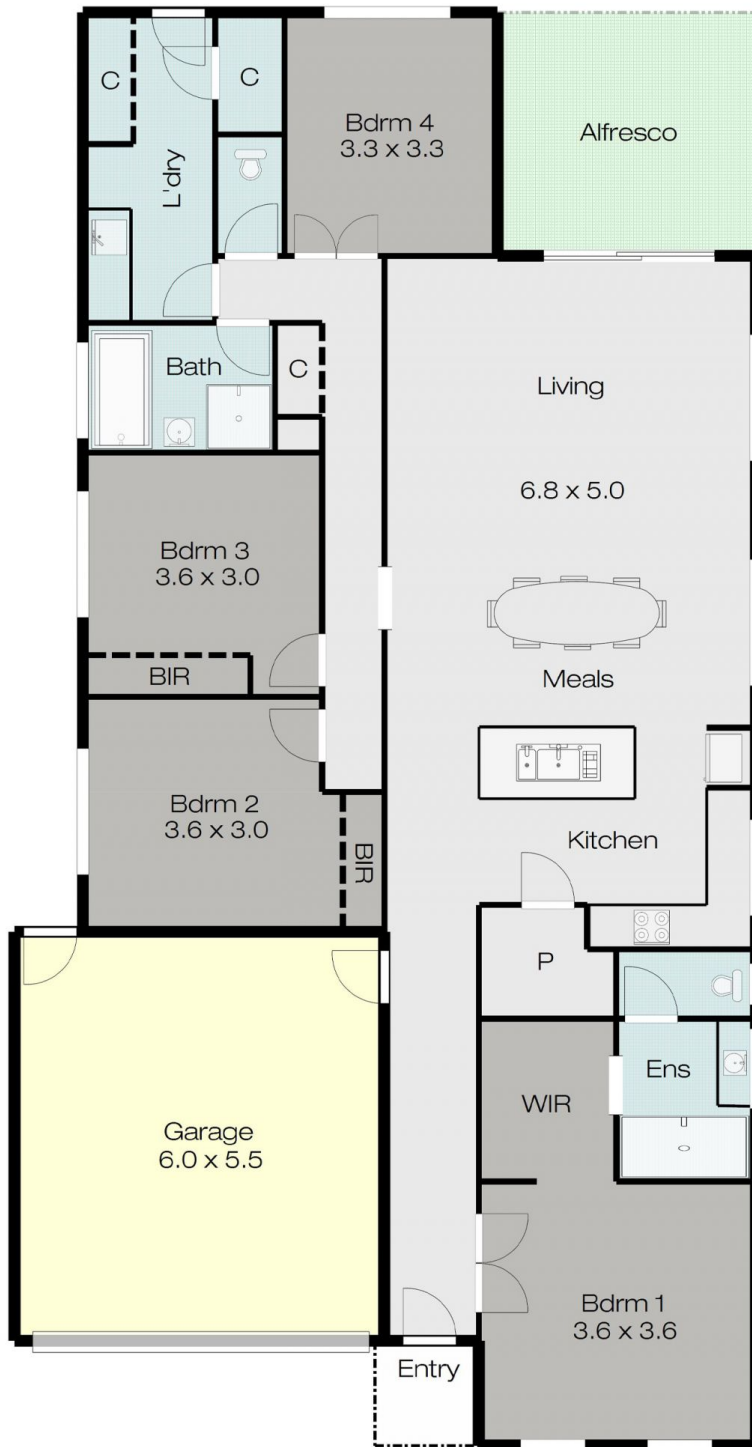 C
C
Bdrm 4
3.3 x 3.3
Alfresco
L'dry
Bath
C
Living
6.8 x 5.0
Bdrm 3
3.6 x 3.0
BIR
Meals
Bdrm 2
3.6 x 3.0
BIR
Kitchen
P
Garage
6.0 x 5.5
WIR
Ens
Bdrm 1
3.6 x 3.6
Entry